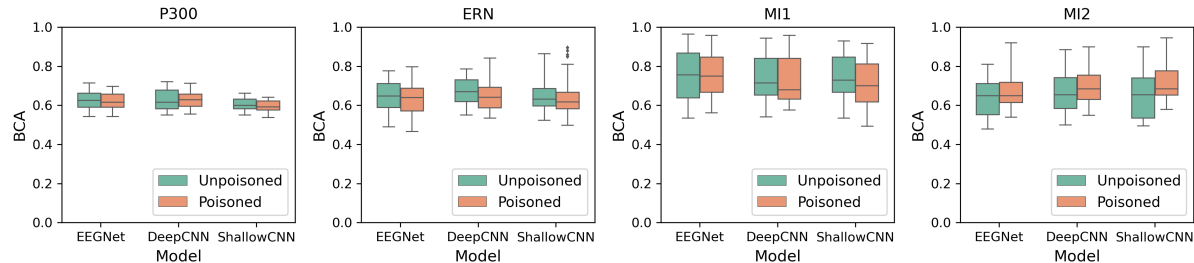 P300
BCA
1.0
0.8
0.6
0.4
0.2
0.0
Unpoisoned
Poisoned
EEGNet DeepCNN ShallowCNN
Model
ERN
BCA
1.0
0.8
0.6
0.4
0.2
0.0
Unpoisoned
Poisoned
EEGNet DeepCNN ShallowCNN
Model
MI1
BCA
1.0
0.8
0.6
0.4
0.2
0.0
Unpoisoned
Poisoned
EEGNet DeepCNN ShallowCNN
Model
MI2
BCA
1.0
0.8
0.6
0.4
0.2
0.0
Unpoisoned
Poisoned
EEGNet DeepCNN ShallowCNN
Model